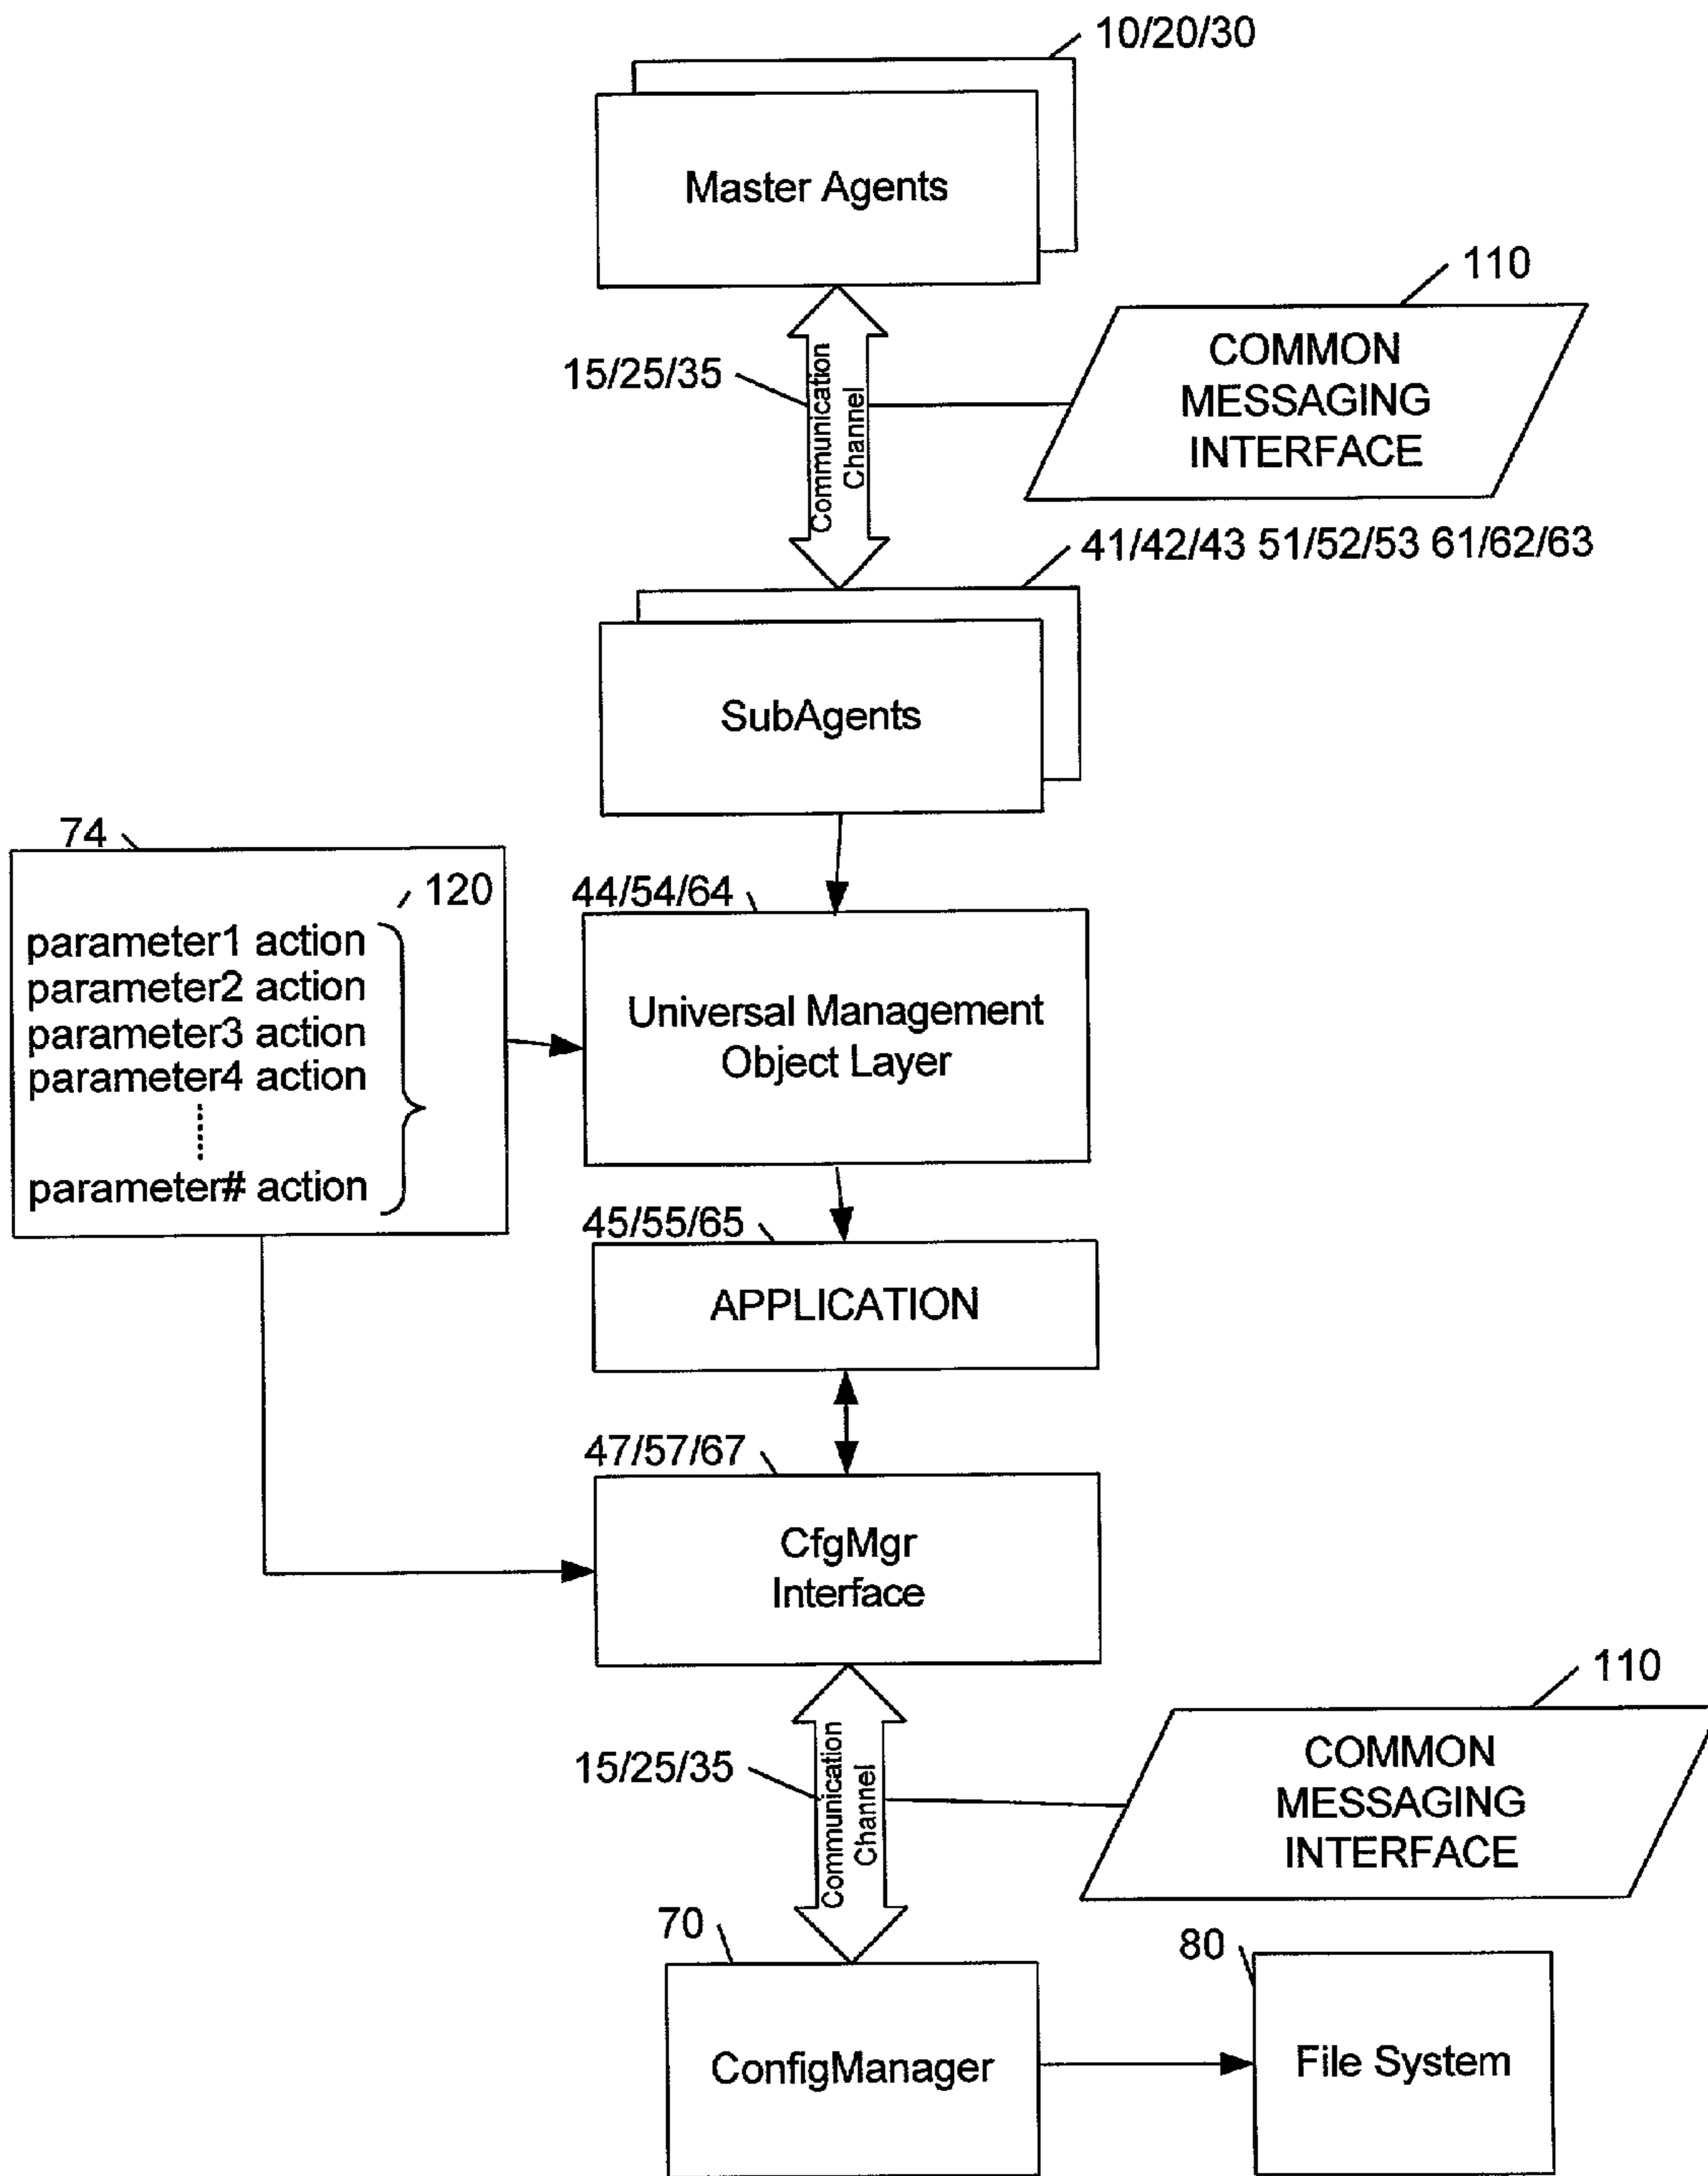 10/20/30
Master Agents
110
COMMON
MESSAGING
INTERFACE
15/25/35
Communication
Channel
41/42/43 51/52/53 61/62/63
SubAgents
74
120
parameter1 action
parameter2 action
parameter3 action
parameter4 action
parameter# action
44/54/64
Universal Management
Object Layer
45/55/65
APPLICATION
47/57/67
CfgMgr
Interface
110
COMMON
MESSAGING
INTERFACE
15/25/35
Communication
Channel
70
ConfigManager
80
File System